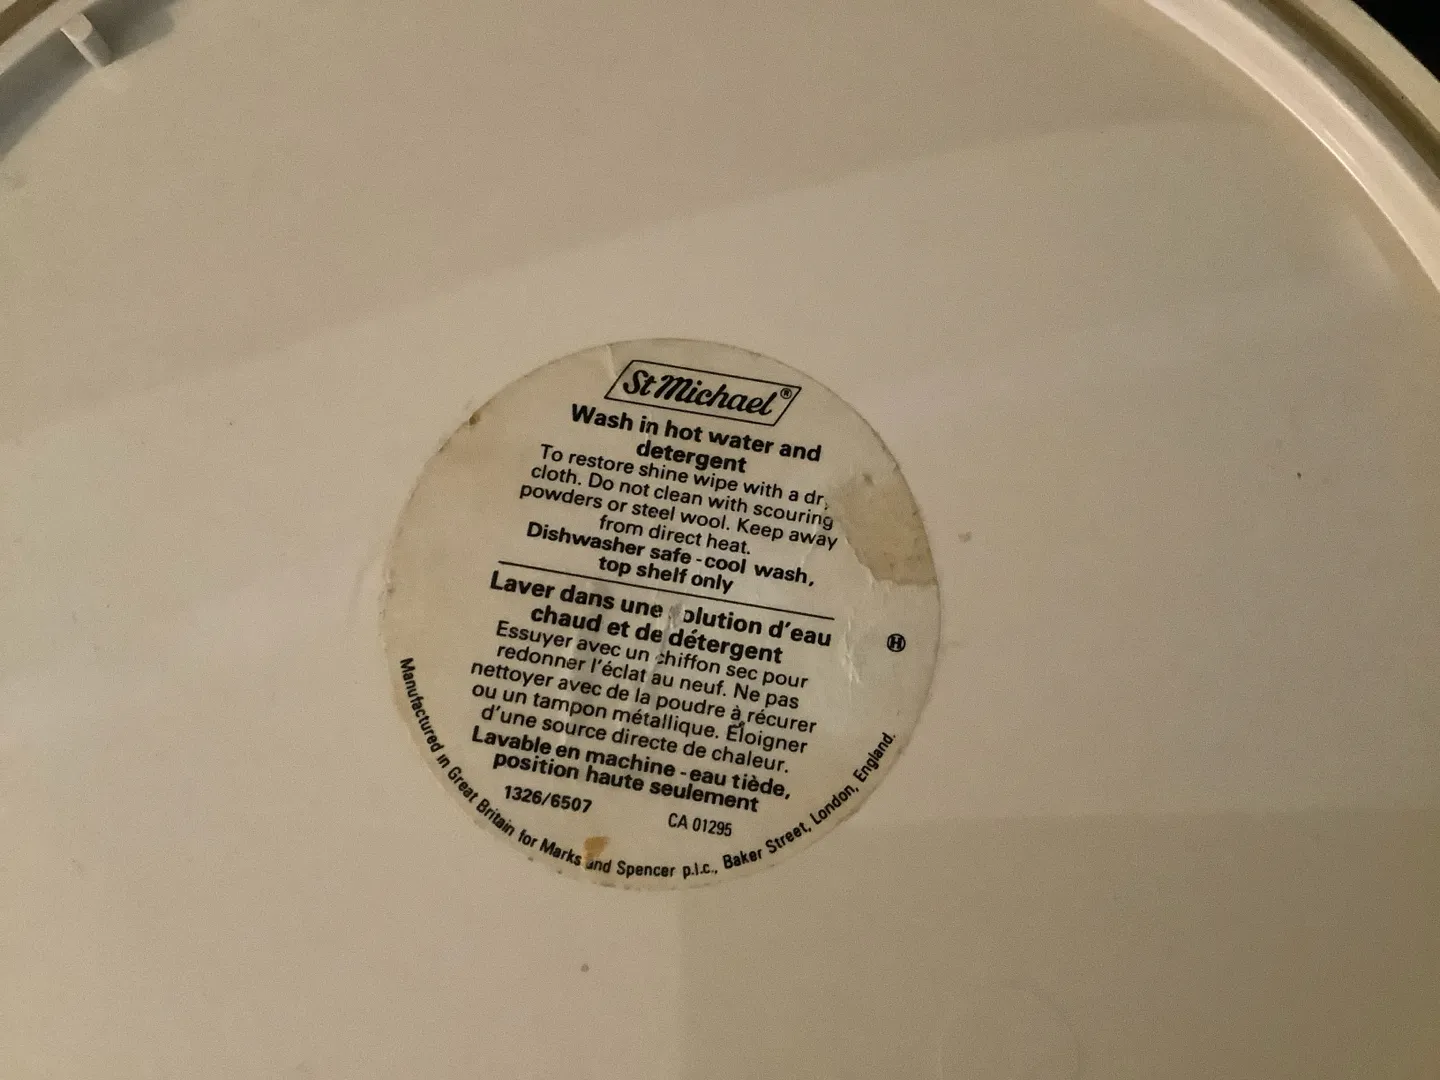 St Michael®
Wash in hot water and
detergent
To restore shine wipe with a
cloth. Do not clean with scouring
powders or steel wool. Keep away
from direct heat.
Dishwasher safe - cool wash,
top shelf only
Laver dans une olution d'eau
chaud et de détergent
Essuyer avec un chiffon sec pour
redonner l'éclat au neuf. Ne pas
nettoyer avec de la poudre à récurer
ou un tampon métallique. Éloigner
d'une source directe de chaleur.
Lavable en machine - eau tiède,
position haute seulement
1326/6507
CA 01295
Manufactured in Great Britain for Marks and Spencer p.l.c., Baker Street, London, England.
H